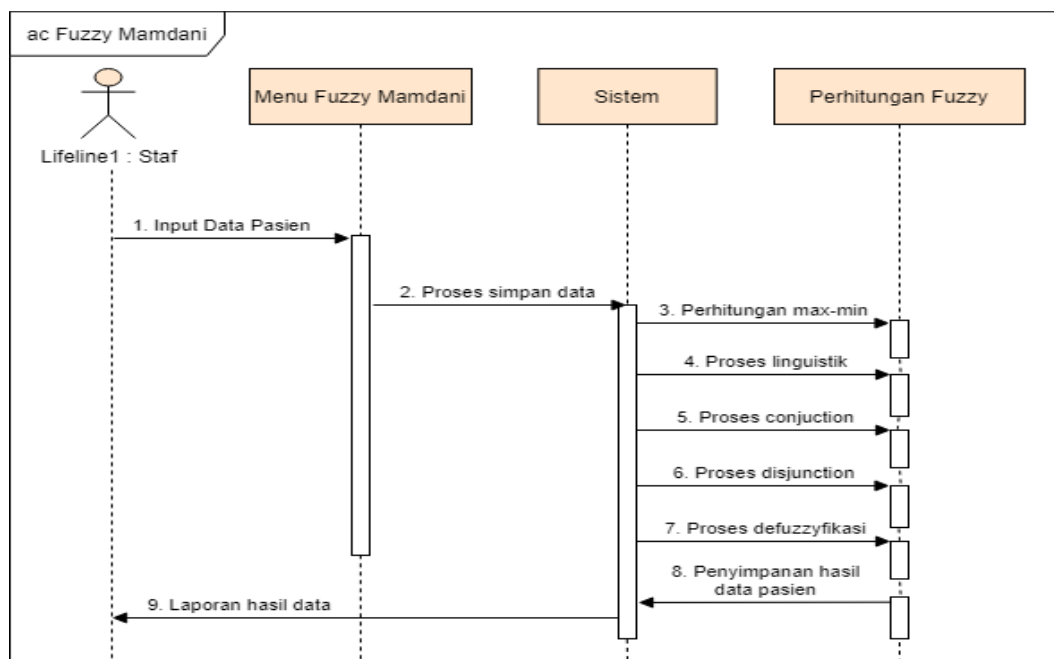 ac Fuzzy Mamdani
Menu Fuzzy Mamdani
Sistem
Perhitungan Fuzzy
Lifeline1 : Staf
1. Input Data Pasien
2. Proses simpan data
3. Perhitungan max-min
4. Proses linguistik
5. Proses conjuction
6. Proses disjunction
7. Proses defuzzyfikasi
8. Penyimpanan hasil
data pasien
9. Laporan hasil data